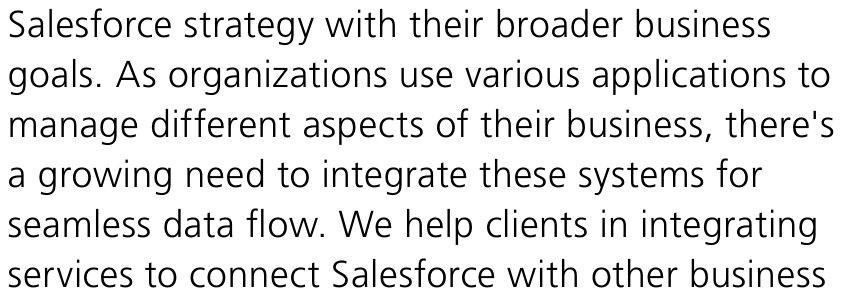 Salesforce strategy with their broader business
goals. As organizations use various applications to
manage different aspects of their business, there's
a growing need to integrate these systems for
seamless data flow. We help clients in integrating
services to connect Salesforce with other business